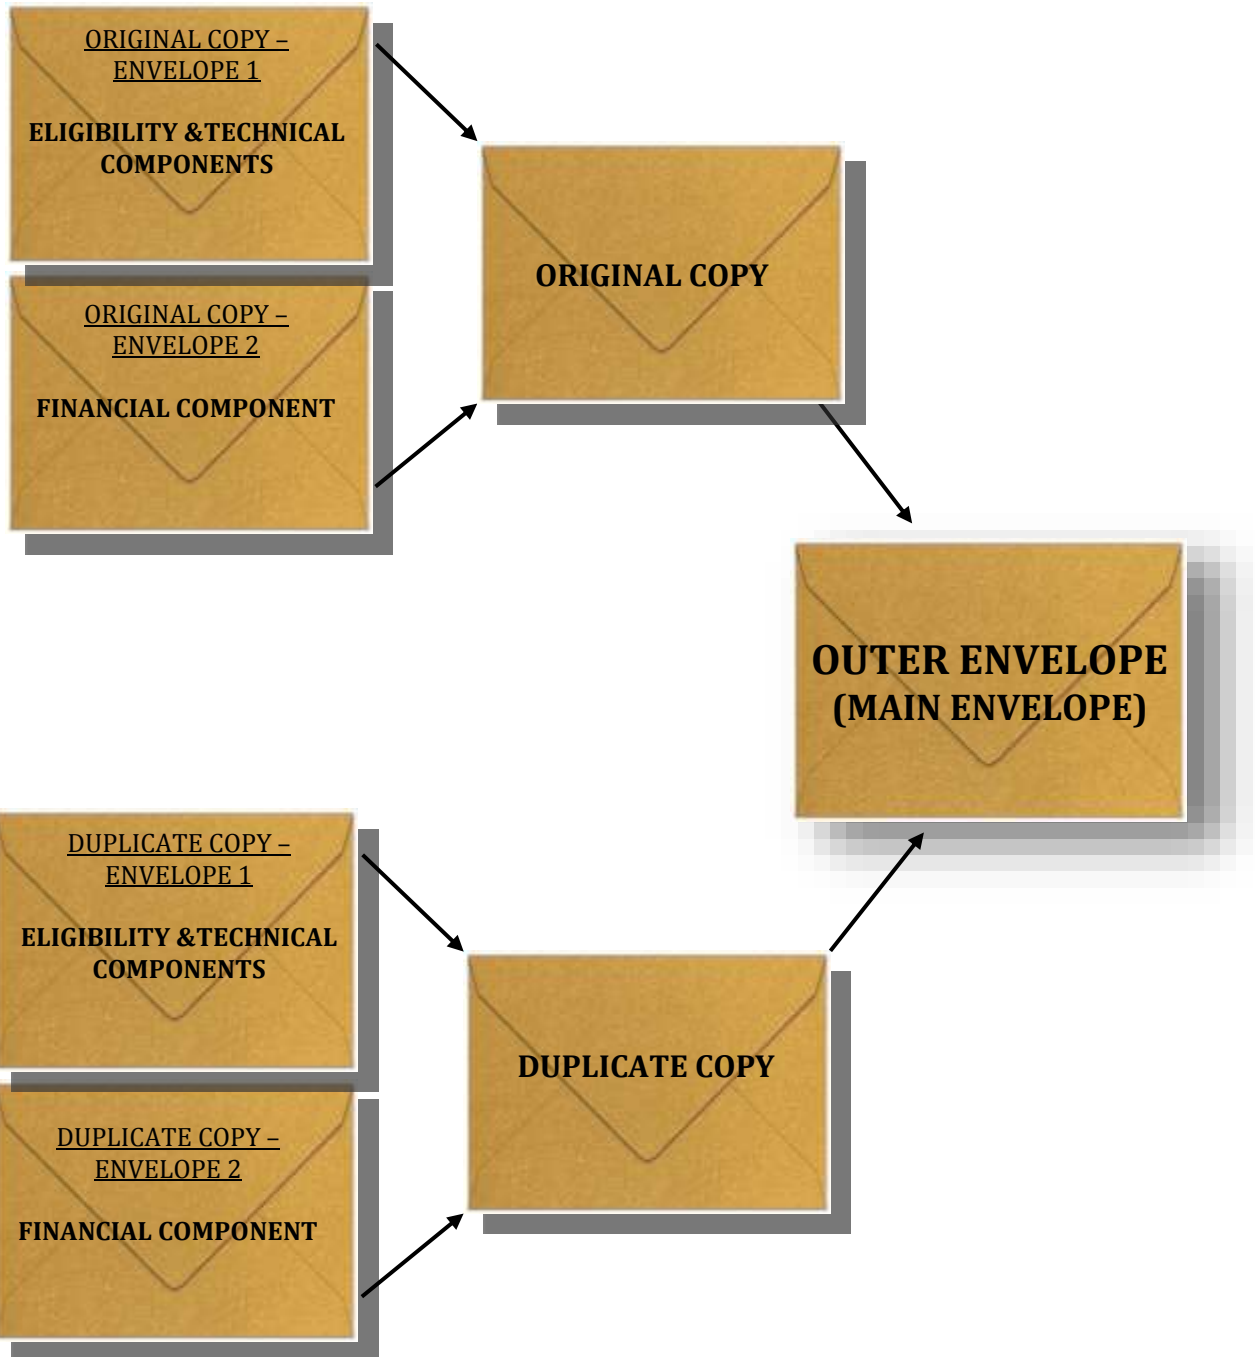 ORIGINAL COPY –
ENVELOPE 1
ELIGIBILITY &TECHNICAL
COMPONENTS
ORIGINAL COPY –
ENVELOPE 2
FINANCIAL COMPONENT
ORIGINAL COPY
OUTER ENVELOPE
(MAIN ENVELOPE)
DUPLICATE COPY –
ENVELOPE 1
ELIGIBILITY &TECHNICAL
COMPONENTS
DUPLICATE COPY –
ENVELOPE 2
FINANCIAL COMPONENT
DUPLICATE COPY